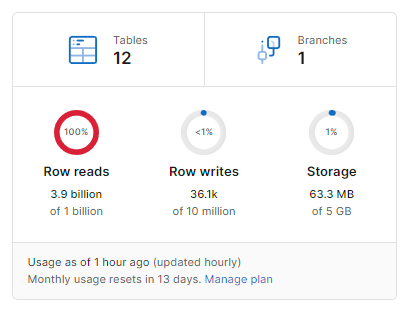 Tables
12
Branches
1
100%
<1%
1%
Row reads
Row writes
Storage
3.9 billion
36.1k
63.3 MB
of 1 billion
of 10 million
of 5 GB
Usage as of 1 hour ago (updated hourly)
Monthly usage resets in 13 days. Manage plan